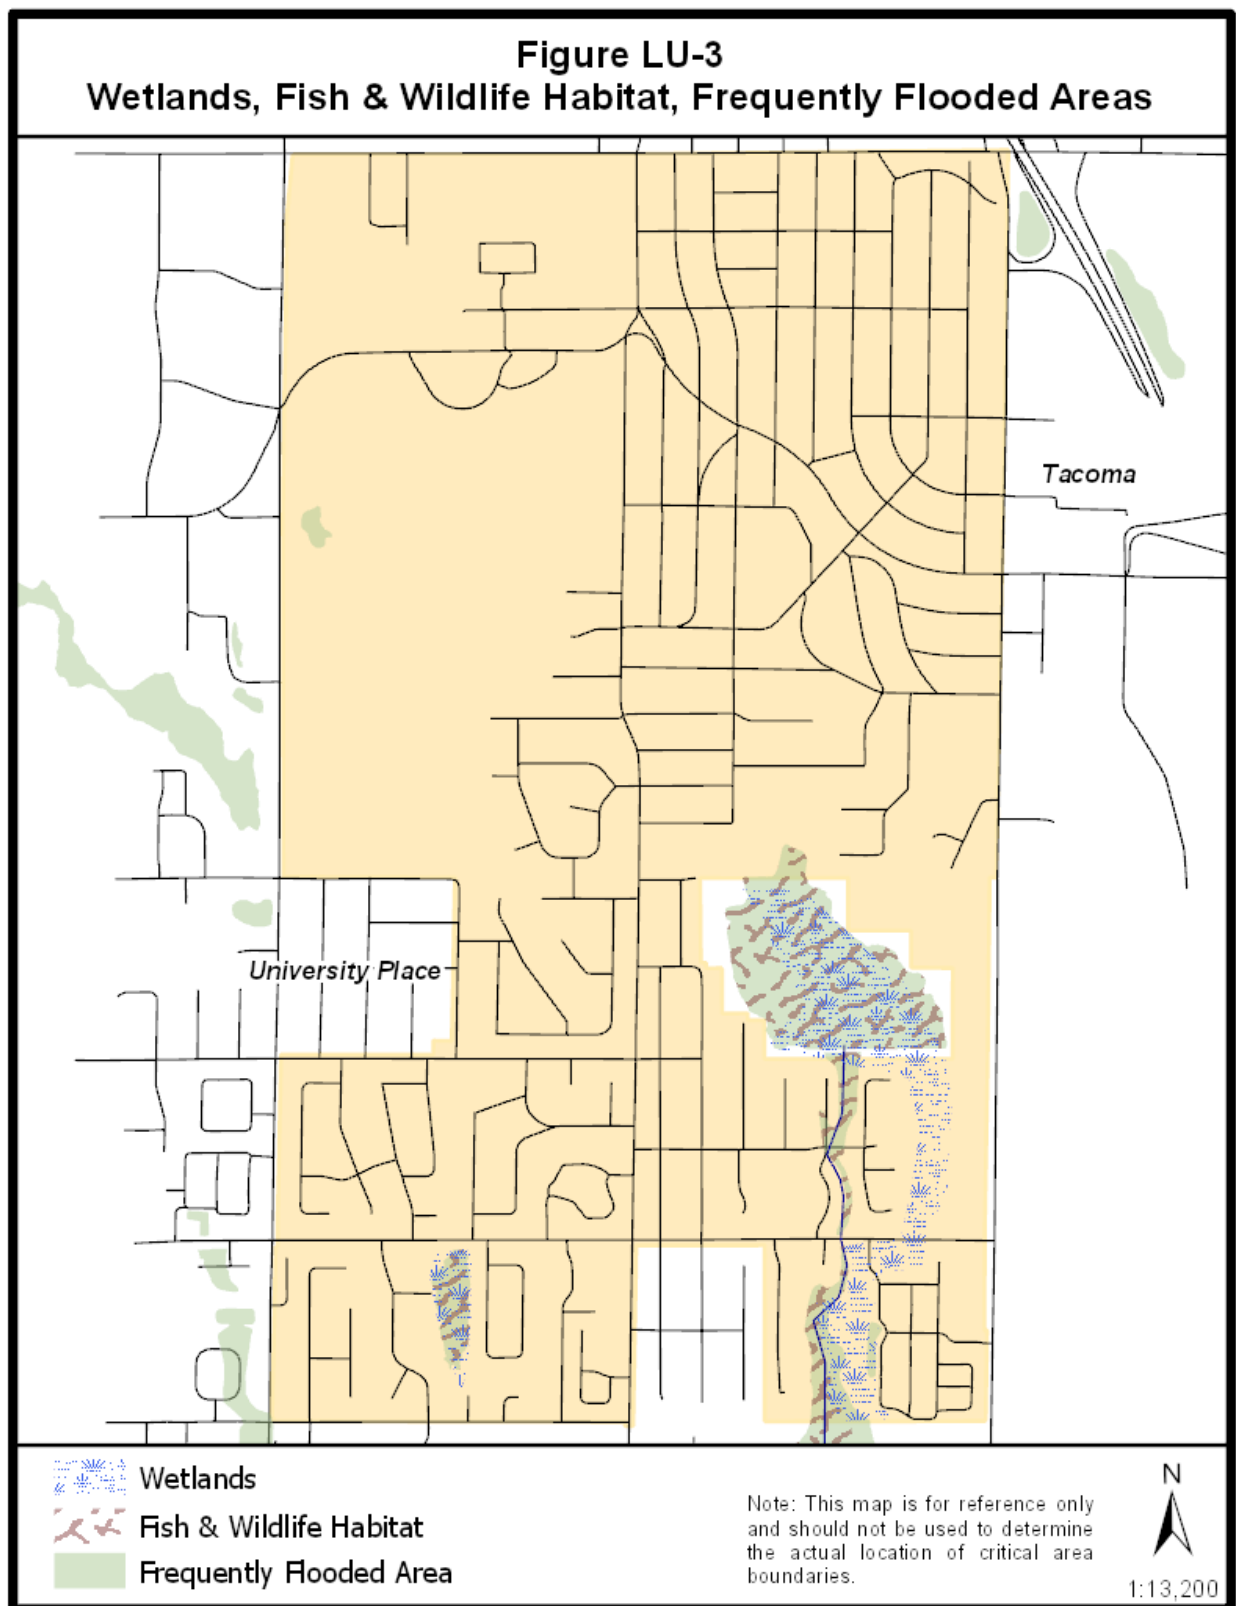 Figure LU-3
Wetlands, Fish & Wildlife Habitat, Frequently Flooded Areas
Tacoma
University Place
Wetlands
Fish & Wildlife Habitat
Frequently Flooded Area
Note: This map is for reference only
and should not be used to determine
the actual location of critical area
boundaries.
N
1:13,200